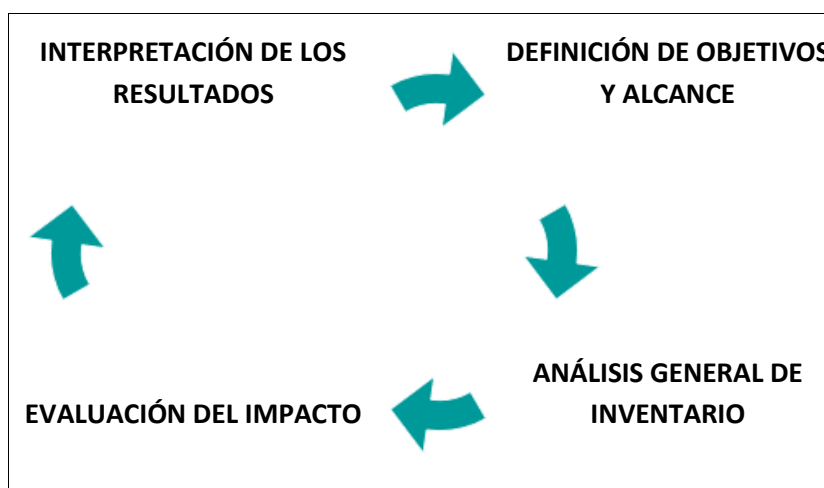 INTERPRETACIÓN DE LOS
RESULTADOS
DEFINICIÓN DE OBJETIVOS
Y ALCANCE
ANÁLISIS GENERAL DE
INVENTARIO
EVALUACIÓN DEL IMPACTO